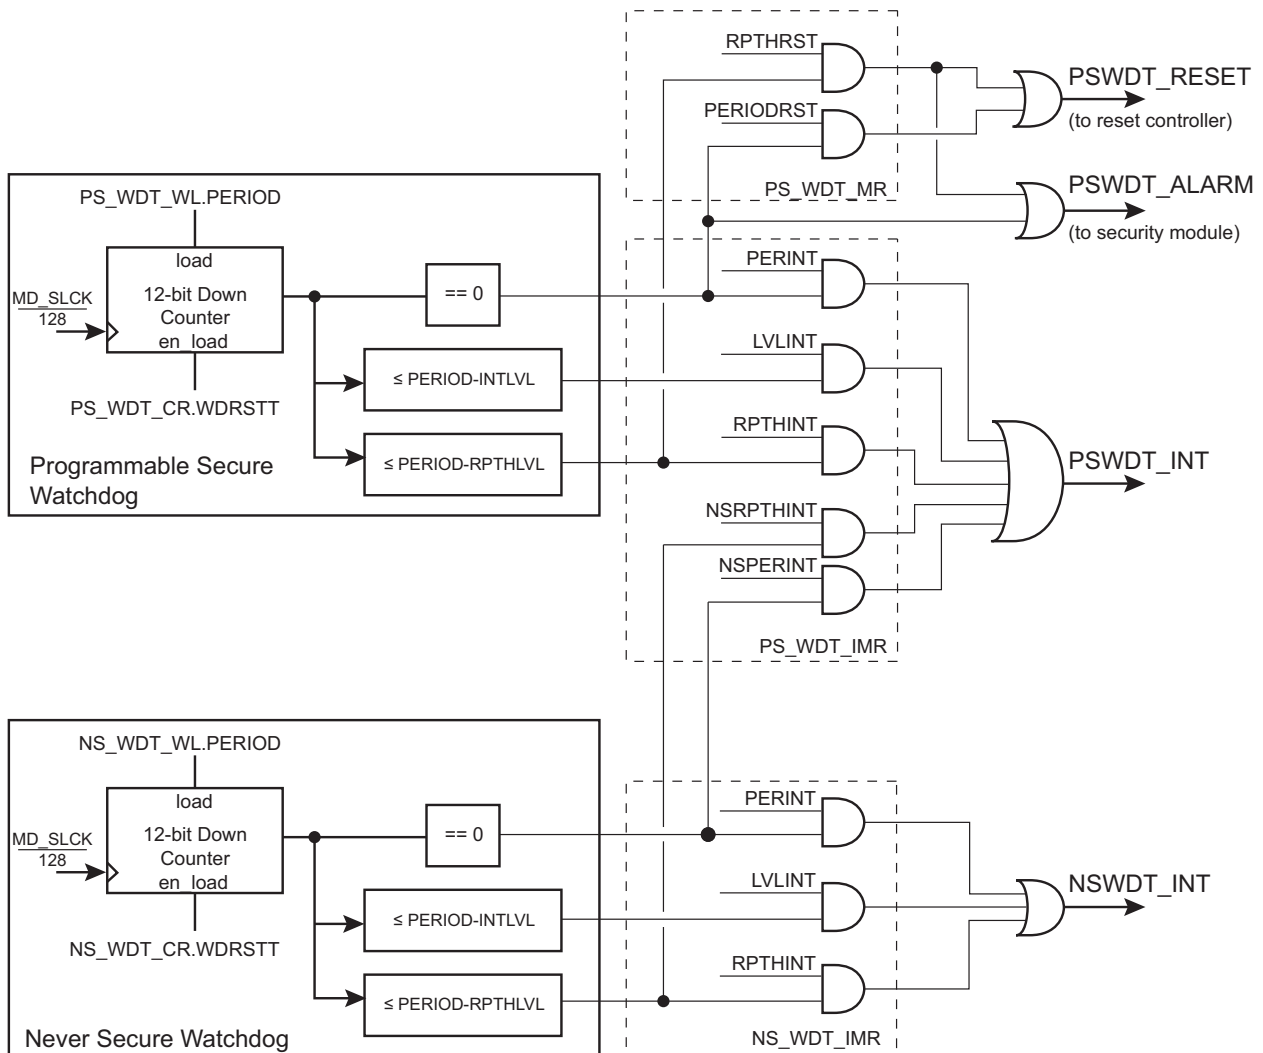 RPTHRST
PSWDT_RESET
(to reset controller)
PERIODRST
PS_WDT_MR
PSWDT_ALARM
(to security module)
PS_WDT_WL.PERIOD
load
12-bit Down
Counter
en_load
MD_SLCK
128
== 0
≤ PERIOD-INTLVL
≤ PERIOD-RPTHLVL
PS_WDT_CR.WDRSTT
Programmable Secure
Watchdog
PERINT
LVLINT
RPTHINT
NSRPTHINT
NSPERINT
PS_WDT_IMR
PSWDT_INT
NS_WDT_WL.PERIOD
load
12-bit Down
Counter
en_load
MD_SLCK
128
== 0
≤ PERIOD-INTLVL
≤ PERIOD-RPTHLVL
NS_WDT_CR.WDRSTT
Never Secure Watchdog
PERINT
LVLINT
RPTHINT
NS_WDT_IMR
NSWDT_INT